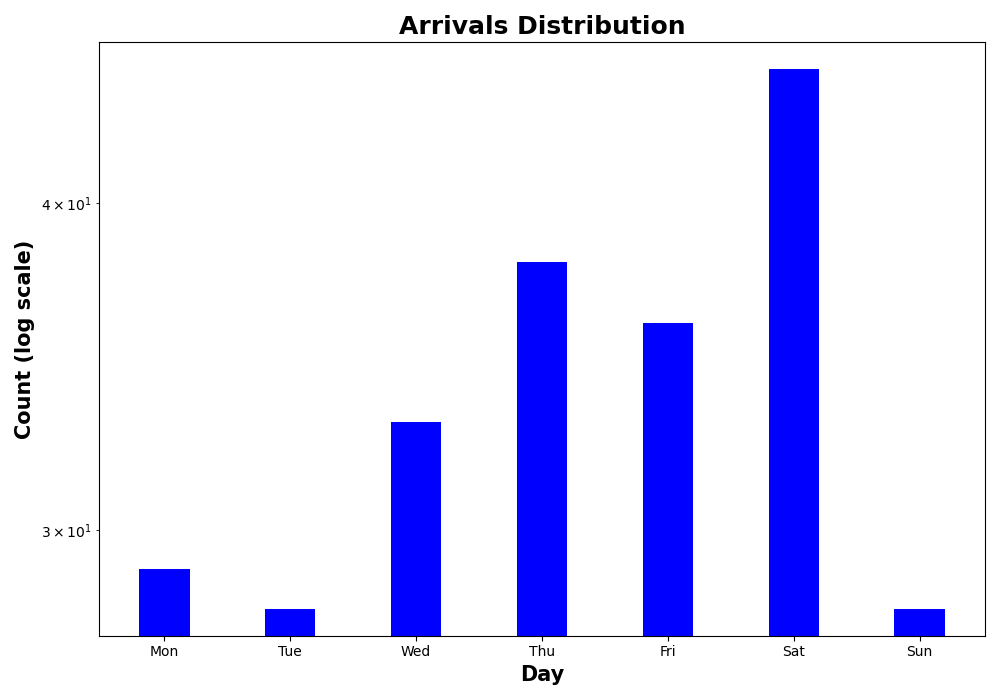 Arrivals Distribution
Count (log scale)
4 × 10¹
3 × 10¹
Mon Tue Wed Thu Fri Sat Sun
Day